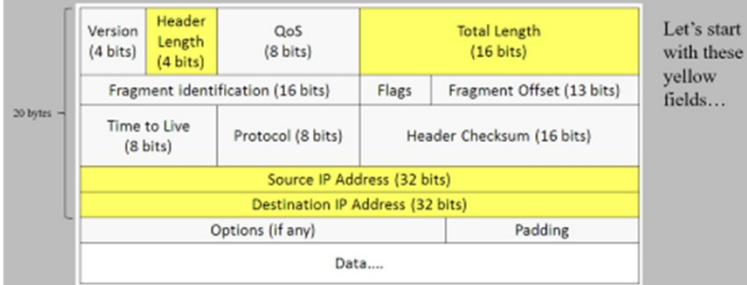 Version
(4 bits)
Header
Length
(4 bits)
QoS
(8 bits)
Total Length
(16 bits)
Let's start
with these
yellow
fields...
Fragment identification (16 bits)
Flags
Fragment Offset (13 bits)
20 bytes
Time to Live
(8 bits)
Protocol (8 bits)
Header Checksum (16 bits)
Source IP Address (32 bits)
Destination IP Address (32 bits)
Options (if any)
Padding
Data....